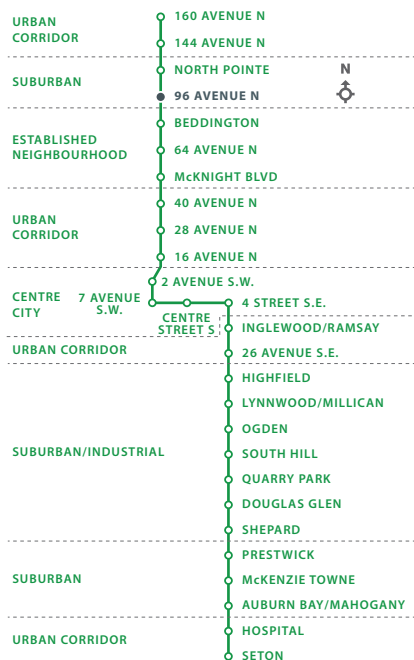 URBAN
CORRIDOR
160 AVENUE N
144 AVENUE N
SUBURBAN
NORTH POINTE
96 AVENUE N
N
ESTABLISHED
NEIGHBOURHOOD
BEDDINGTON
64 AVENUE N
McKNIGHT BLVD
URBAN
CORRIDOR
40 AVENUE N
28 AVENUE N
16 AVENUE N
CENTRE
CITY
2 AVENUE S.W.
7 AVENUE
S.W.
CENTRE
STREET S
4 STREET S.E.
URBAN CORRIDOR
INGLEWOOD/RAMSAY
26 AVENUE S.E.
SUBURBAN/INDUSTRIAL
HIGHFIELD
LYNNWOOD/MILLICAN
OGDEN
SOUTH HILL
QUARRY PARK
DOUGLAS GLEN
SHEPARD
SUBURBAN
PRESTWICK
McKENZIE TOWNE
AUBURN BAY/MAHOGANY
URBAN CORRIDOR
HOSPITAL
SETON